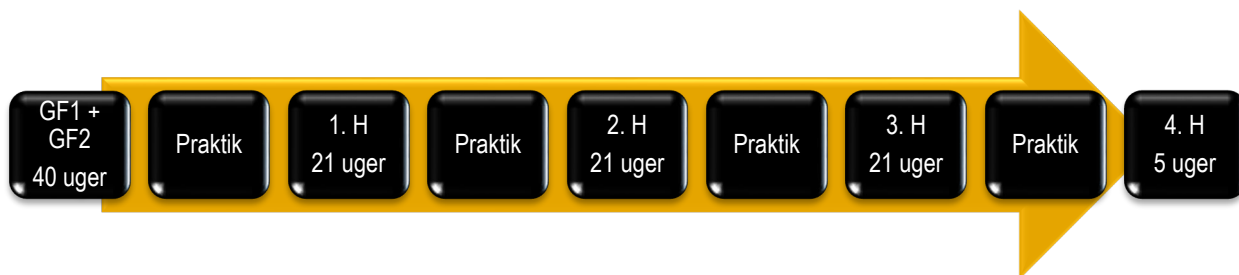 GF1 +
GF2
40 uger
Praktik
1. H
21 uger
Praktik
2. H
21 uger
Praktik
3. H
21 uger
Praktik
4. H
5 uger